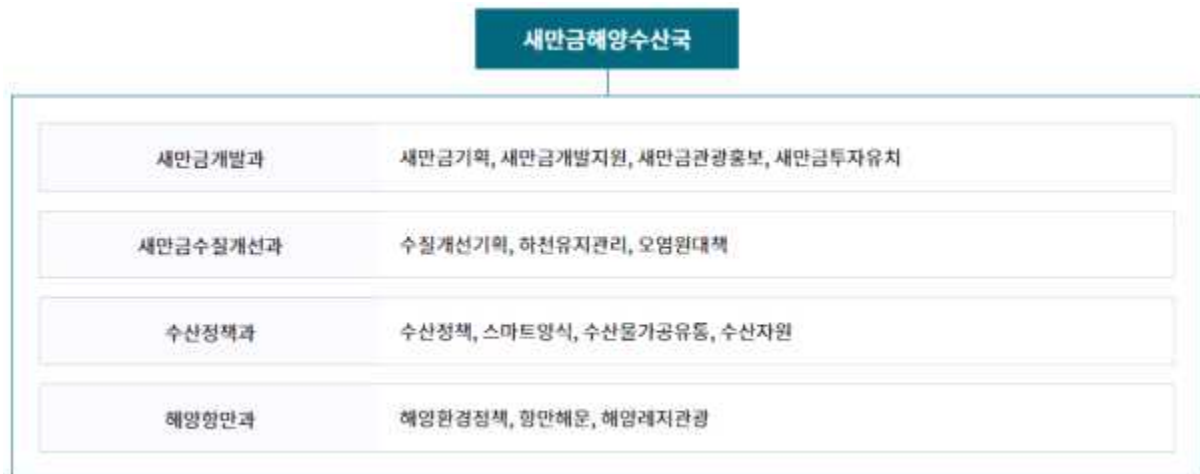 새만금해양수산국
새만금개발과
새만금기획, 새만금개발지원, 새만금관광홍보, 새만금투자유치
새만금수질개선과
수질개선기획, 하천유지관리, 오염원대책
수산정책과
수산정책, 스마트양식, 수산물가공유통, 수산자원
해양항만과
해양환경정책, 항만해운, 해양레저관광